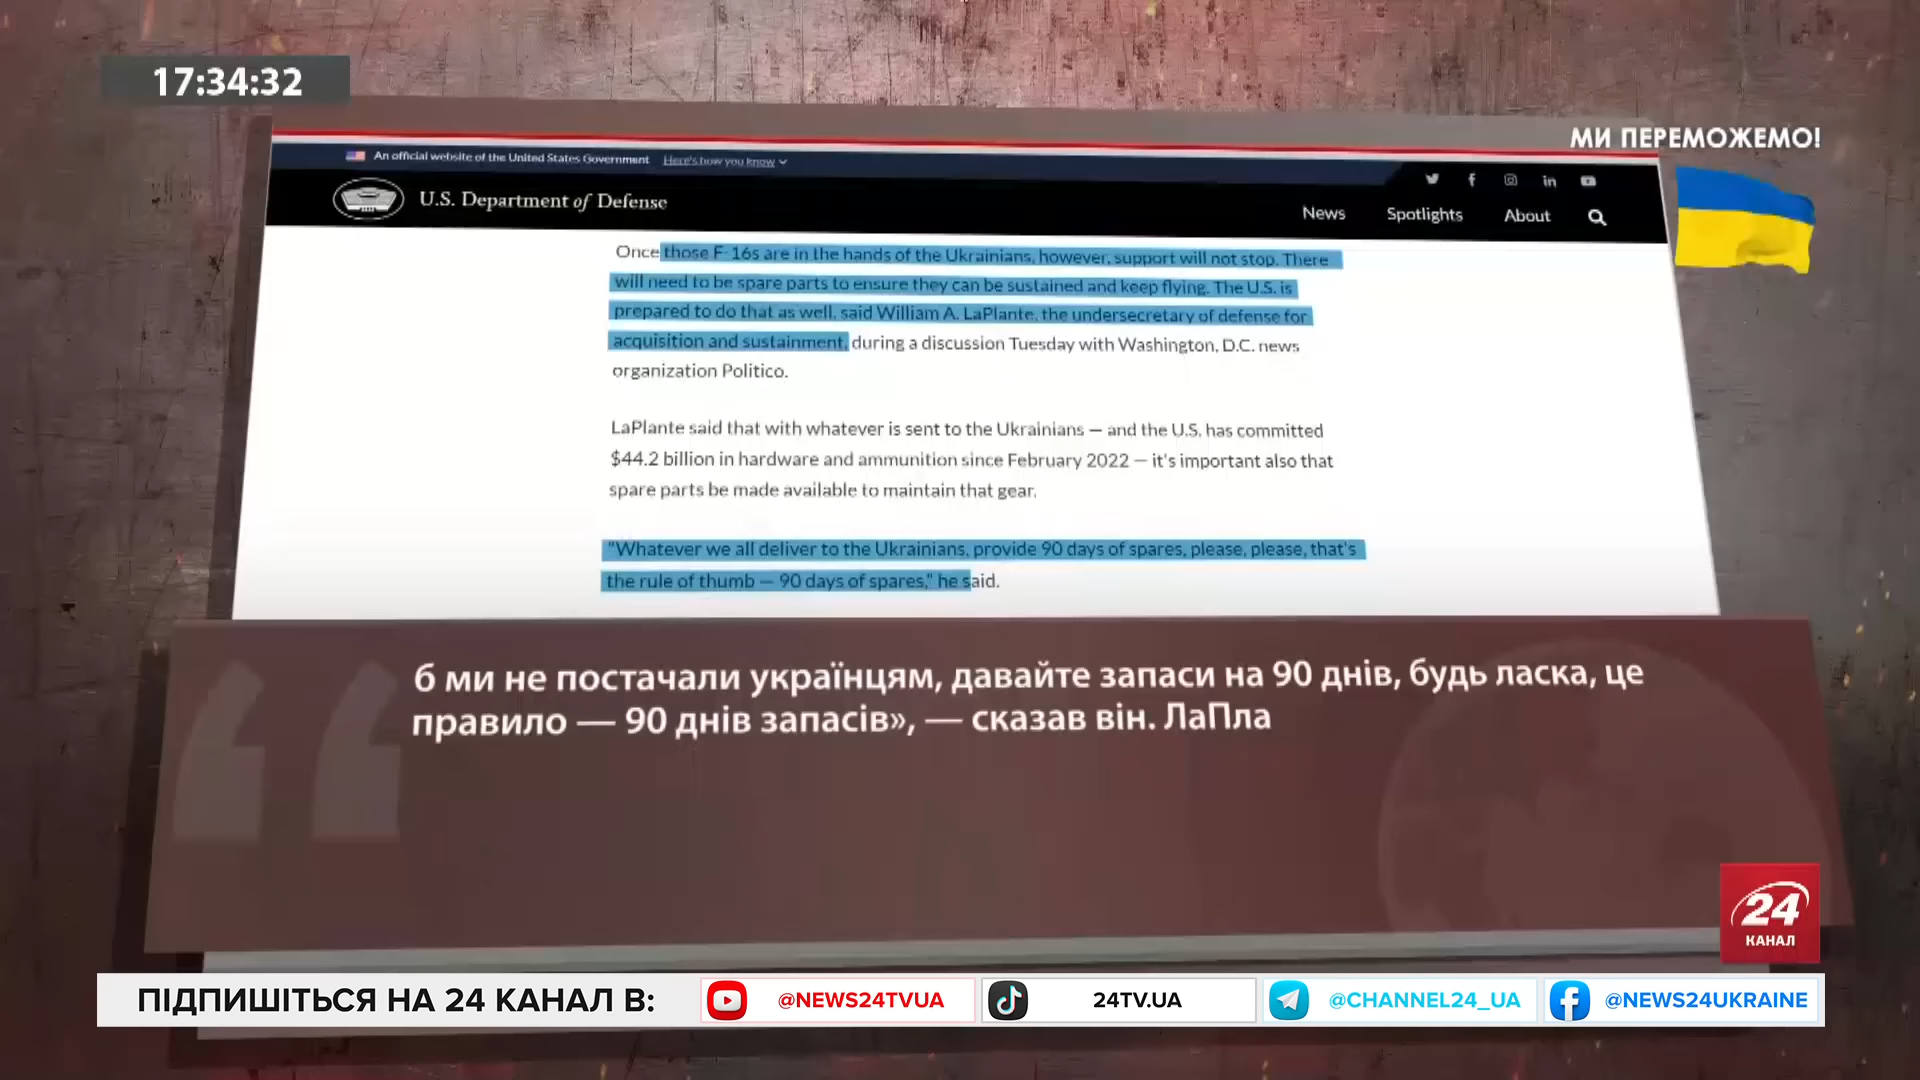 17:34:32
МИ ПЕРЕМОЖЕМО!
An official website of the United States Government Here's how you know
U.S. Department of Defense
News Spotlights About
Once those F-16s are in the hands of the Ukrainians, however, support will not stop. There
will need to be spare parts to ensure they can be sustained and keep flying. The U.S. is
prepared to do that as well, said William A. LaPlante, the undersecretary of defense for
acquisition and sustainment, during a discussion Tuesday with Washington, D.C. news
organization Politico.
LaPlante said that with whatever is sent to the Ukrainians — and the U.S. has committed
$44.2 billion in hardware and ammunition since February 2022 — it's important also that
spare parts be made available to maintain that gear.
"Whatever we all deliver to the Ukrainians, provide 90 days of spares, please, please, that's
the rule of thumb — 90 days of spares," he said.
б ми не постачали українцям, давайте запаси на 90 днів, будь ласка, це
правило — 90 днів запасів», — сказав він. ЛаПла
24
КАНАЛ
ПІДПИШІТЬСЯ НА 24 КАНАЛ В: @NEWS24TVUA 24TV.UA @CHANNEL24_UA @NEWS24UKRAINE